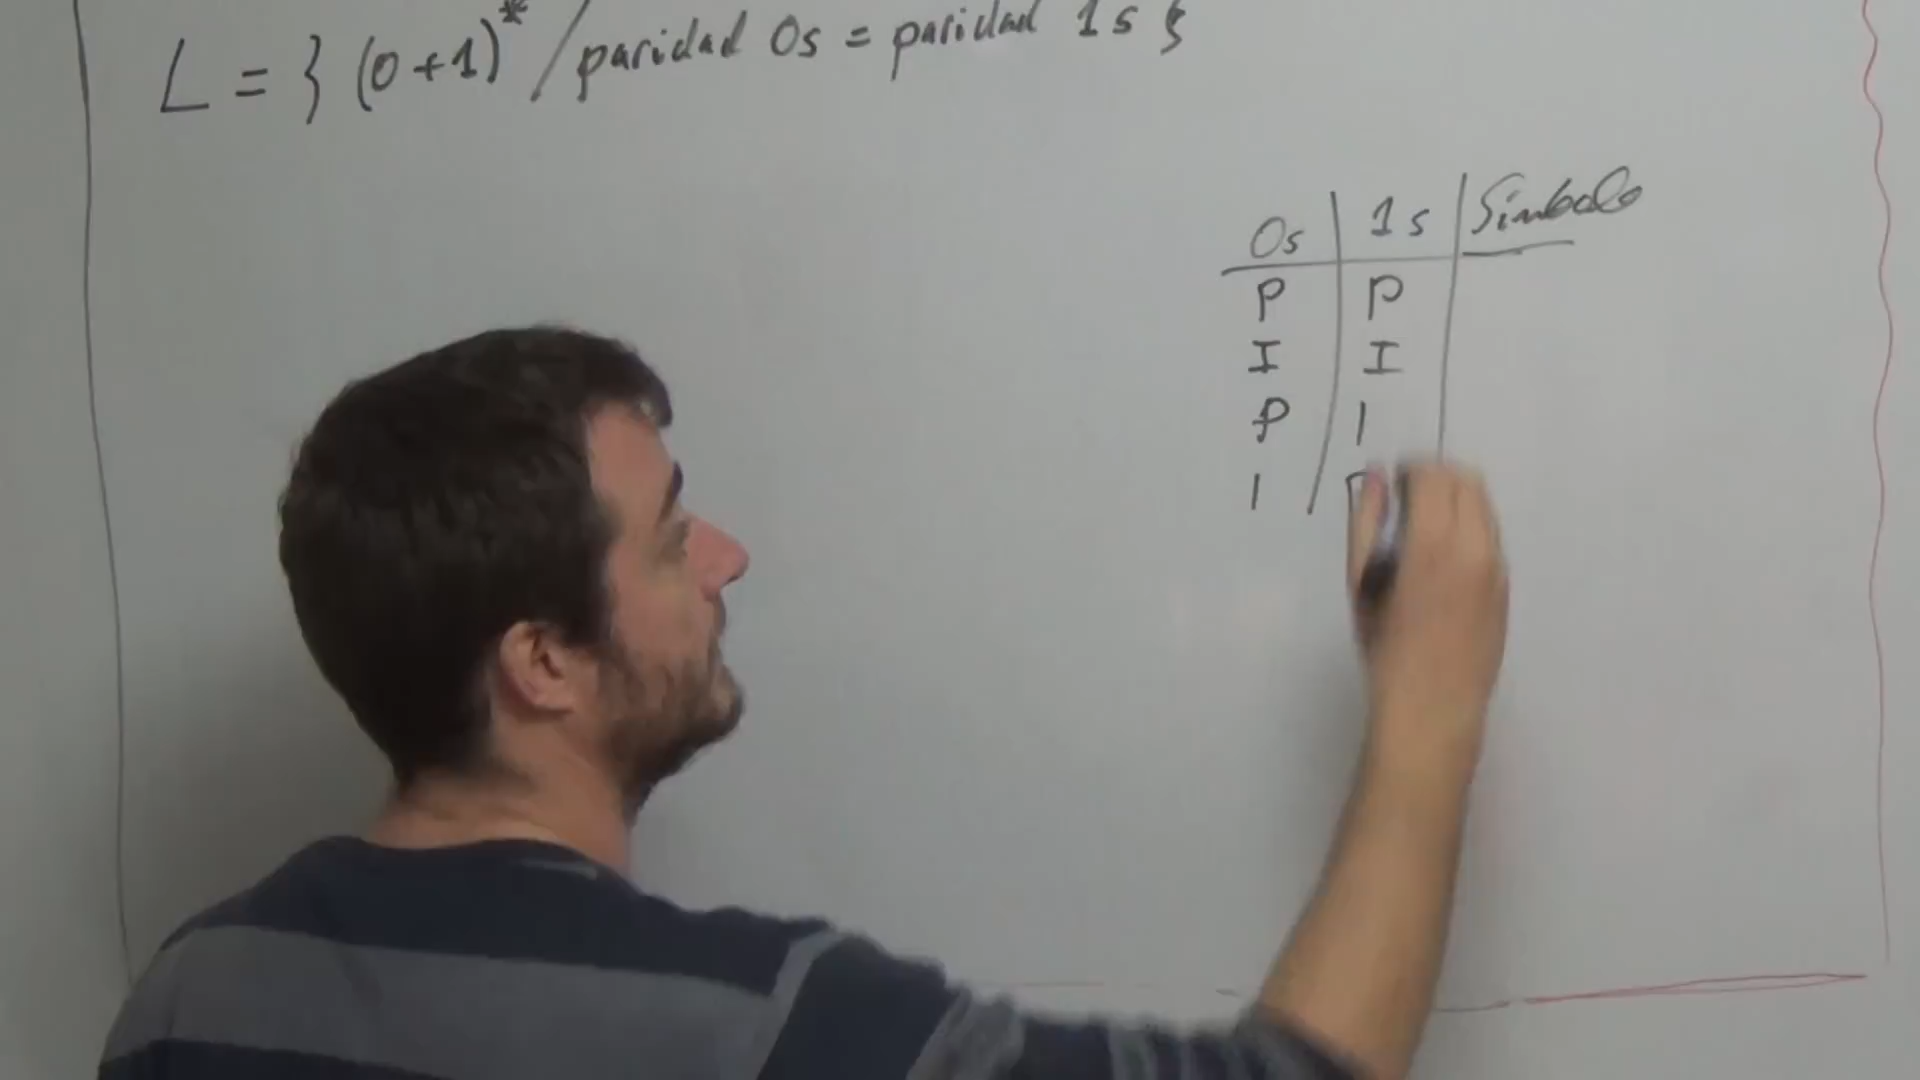 L = } (0+1)* / paridad 0s = paridad 1s }
0s 1s Símbolo
P P
I I
P I
I P